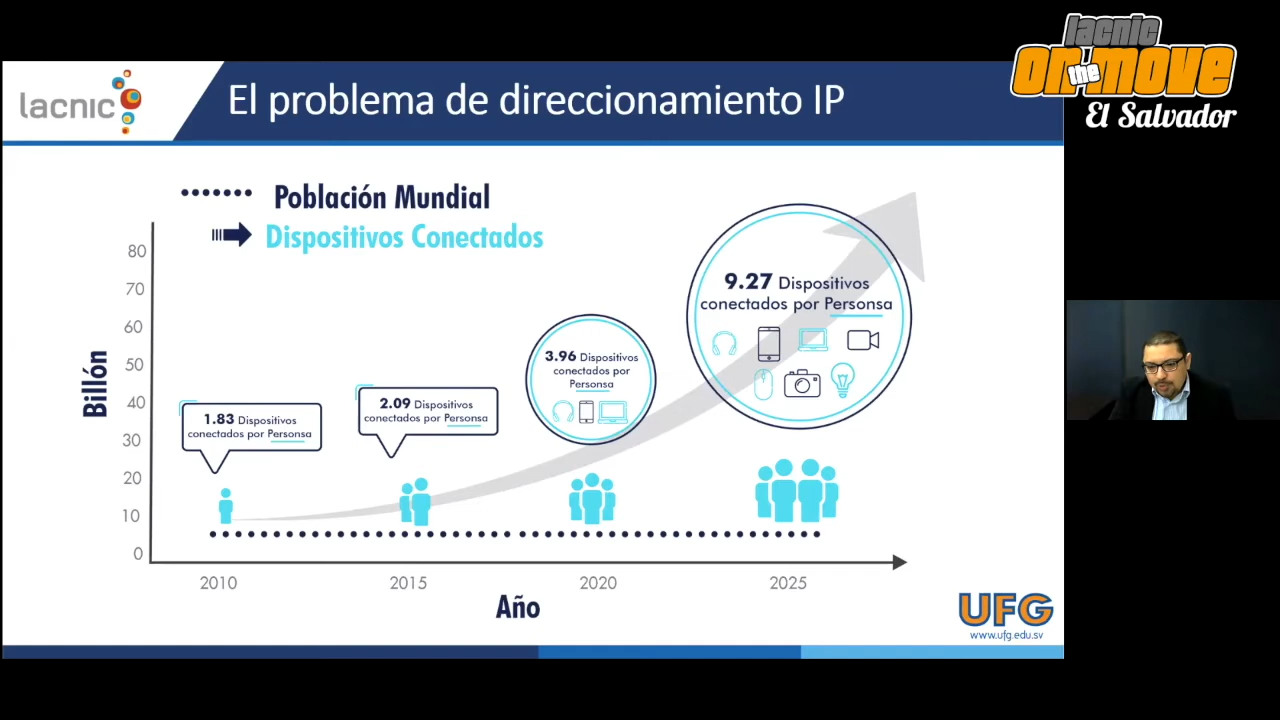 lacnic
on the move
El Salvador
lacnic
El problema de direccionamiento IP
Población Mundial
Dispositivos Conectados
Billón
80
70
60
50
40
30
20
10
0
1.83 Dispositivos
conectados por Personsa
2.09 Dispositivos
conectados por Personsa
3.96 Dispositivos
conectados por
Personsa
9.27 Dispositivos
conectados por Personsa
2010
2015
2020
2025
Año
UFG
www.ufg.edu.sv